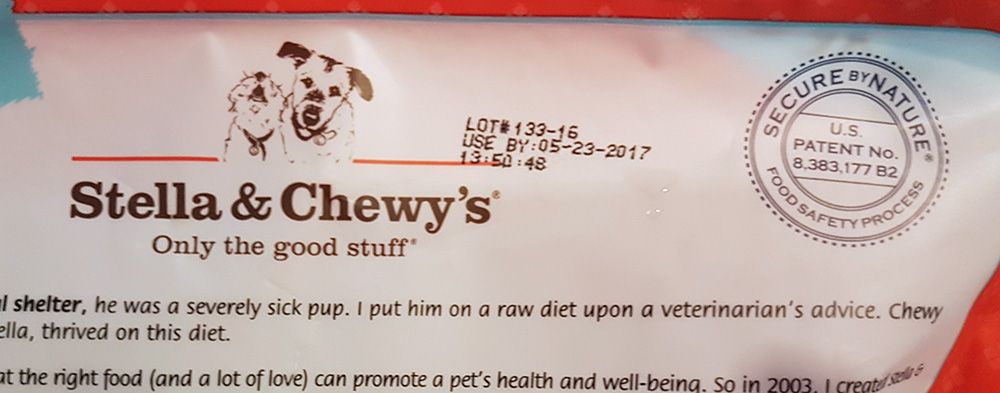 LOT# 133-16
USE BY:05-23-2017
13:50:48
SECURE BY NATURE®
U.S.
PATENT No.
8,383,177 B2
FOOD SAFETY PROCESS
Stella & Chewy's®
Only the good stuff®
l shelter, he was a severely sick pup. I put him on a raw diet upon a veterinarian's advice. Chewy
ella, thrived on this diet.
at the right food (and a lot of love) can promote a pet's health and well-being. So in 2003, I created Stella &